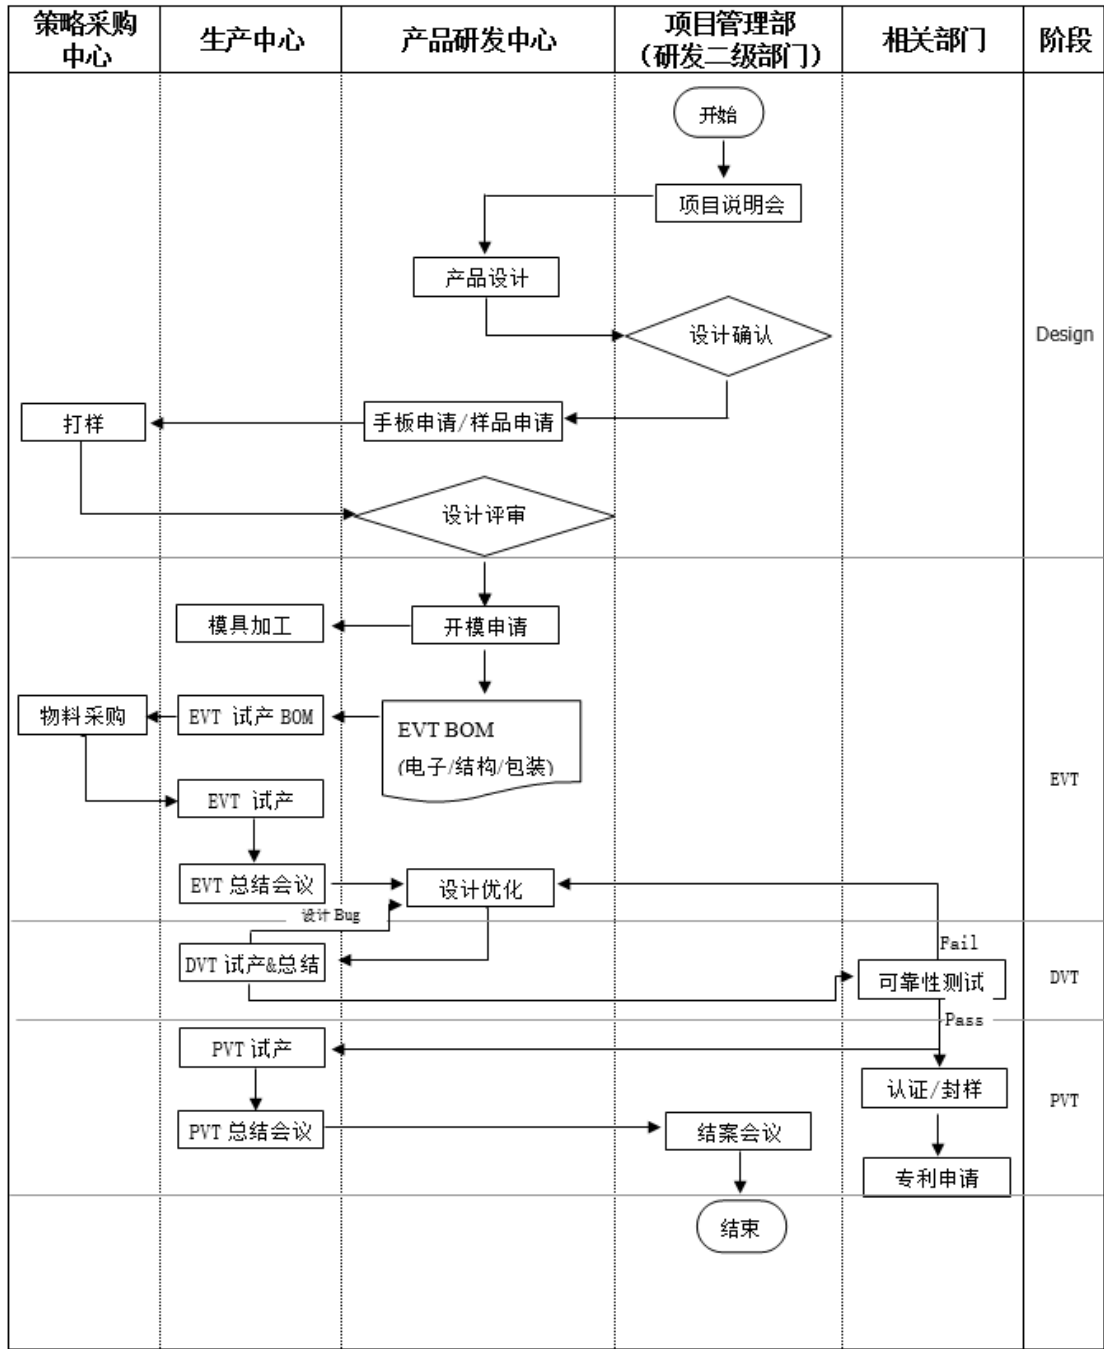 策略采购
中心
生产中心
产品研发中心
项目管理部
（研发二级部门）
相关部门
阶段
开始
项目说明会
产品设计
设计确认
Design
手板申请/样品申请
打样
设计评审
模具加工
开模申请
物料采购
EVT 试产 BOM
EVT BOM
(电子/结构/包装)
EVT 试产
EVT
EVT 总结会议
设计优化
设计 Bug
Fail
DVT 试产&总结
可靠性测试
DVT
Pass
PVT 试产
认证/封样
PVT
PVT 总结会议
结案会议
专利申请
结束